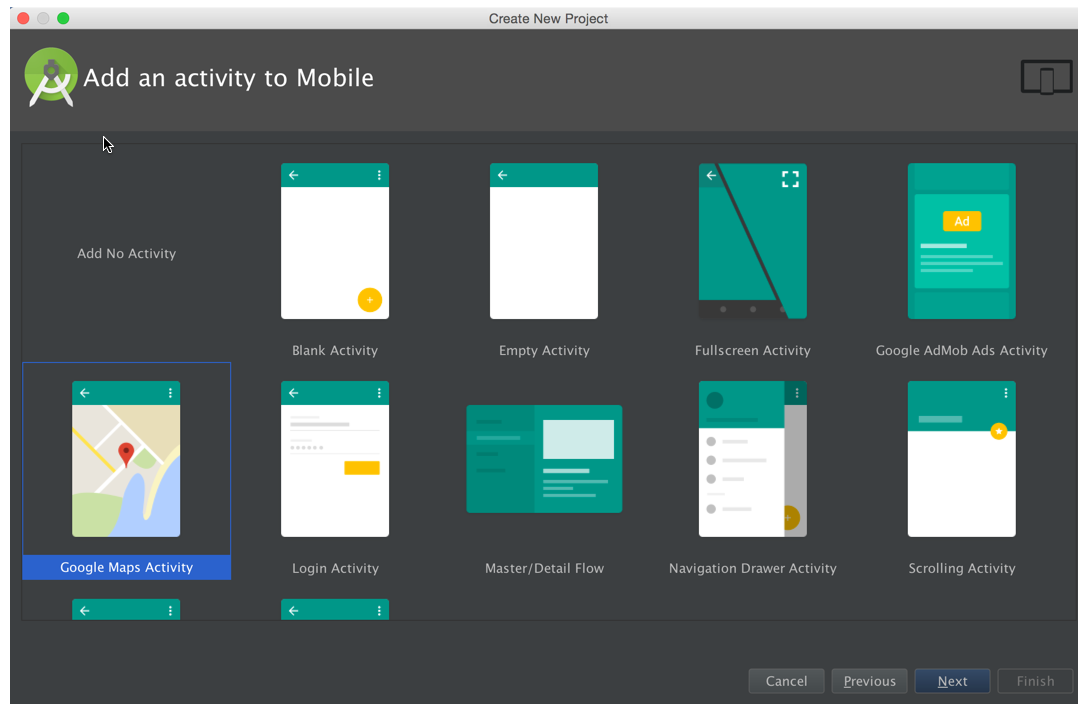 Create New Project
Add an activity to Mobile
Add No Activity
Ad
Blank Activity
Empty Activity
Fullscreen Activity
Google AdMob Ads Activity
Google Maps Activity
Login Activity
Master/Detail Flow
Navigation Drawer Activity
Scrolling Activity
Cancel
Previous
Next
Finish